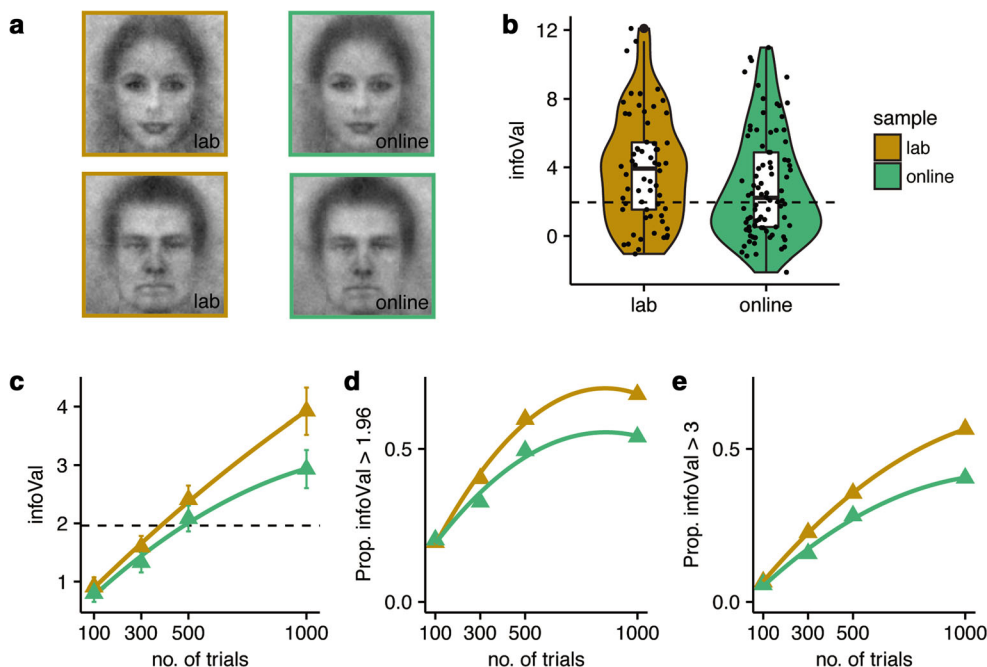 a
lab
online
lab
online
b
infoVal
12
8
4
0
lab
online
sample
lab
online
c
infoVal
4
3
2
1
100 300 500 1000
no. of trials
d
Prop. infoVal > 1.96
0.5
0.0
100 300 500 1000
no. of trials
e
Prop. infoVal > 3
0.5
0.0
100 300 500 1000
no. of trials